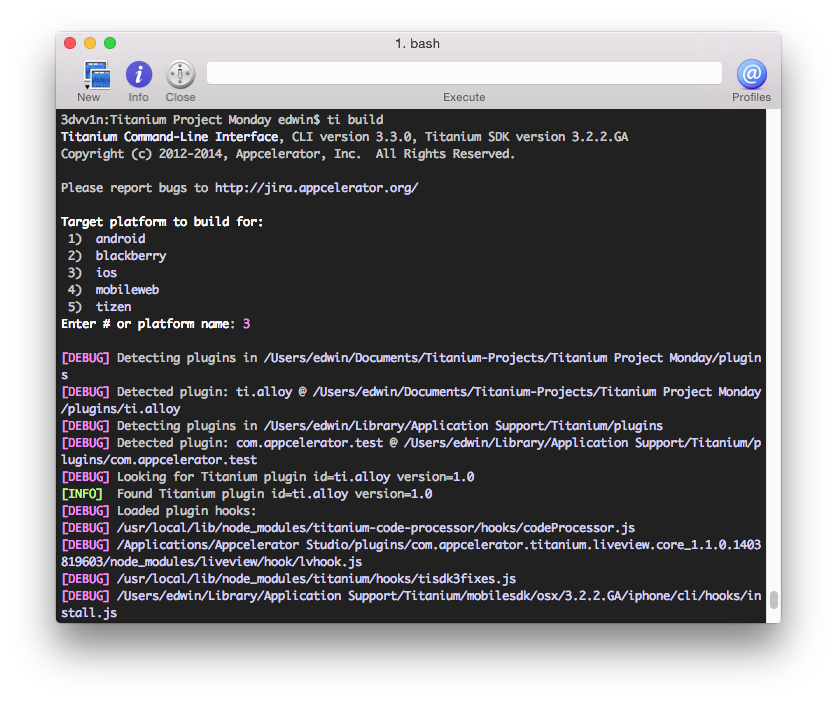 1. bash
New Info Close Execute Profiles
3dvv1n:Titanium Project Monday edwin$ ti build
Titanium Command-Line Interface, CLI version 3.3.0, Titanium SDK version 3.2.2.GA
Copyright (c) 2012-2014, Appcelerator, Inc.  All Rights Reserved.
Please report bugs to http://jira.appcelerator.org/
Target platform to build for:
1)  android
2)  blackberry
3)  ios
4)  mobileweb
5)  tizen
Enter # or platform name: 3
[DEBUG] Detecting plugins in /Users/edwin/Documents/Titanium-Projects/Titanium Project Monday/plugin
s
[DEBUG] Detected plugin: ti.alloy @ /Users/edwin/Documents/Titanium-Projects/Titanium Project Monday
/plugins/ti.alloy
[DEBUG] Detecting plugins in /Users/edwin/Library/Application Support/Titanium/plugins
[DEBUG] Detected plugin: com.appcelerator.test @ /Users/edwin/Library/Application Support/Titanium/p
lugins/com.appcelerator.test
[DEBUG] Looking for Titanium plugin id=ti.alloy version=1.0
[INFO]  Found Titanium plugin id=ti.alloy version=1.0
[DEBUG] Loaded plugin hooks:
[DEBUG] /usr/local/lib/node_modules/titanium-code-processor/hooks/codeProcessor.js
[DEBUG] /Applications/Appcelerator Studio/plugins/com.appcelerator.titanium.liveview.core_1.1.0.1403
819603/node_modules/liveview/hook/lvhook.js
[DEBUG] /usr/local/lib/node_modules/titanium/hooks/tisdk3fixes.js
[DEBUG] /Users/edwin/Library/Application Support/Titanium/mobilesdk/osx/3.2.2.GA/iphone/cli/hooks/in
stall.js